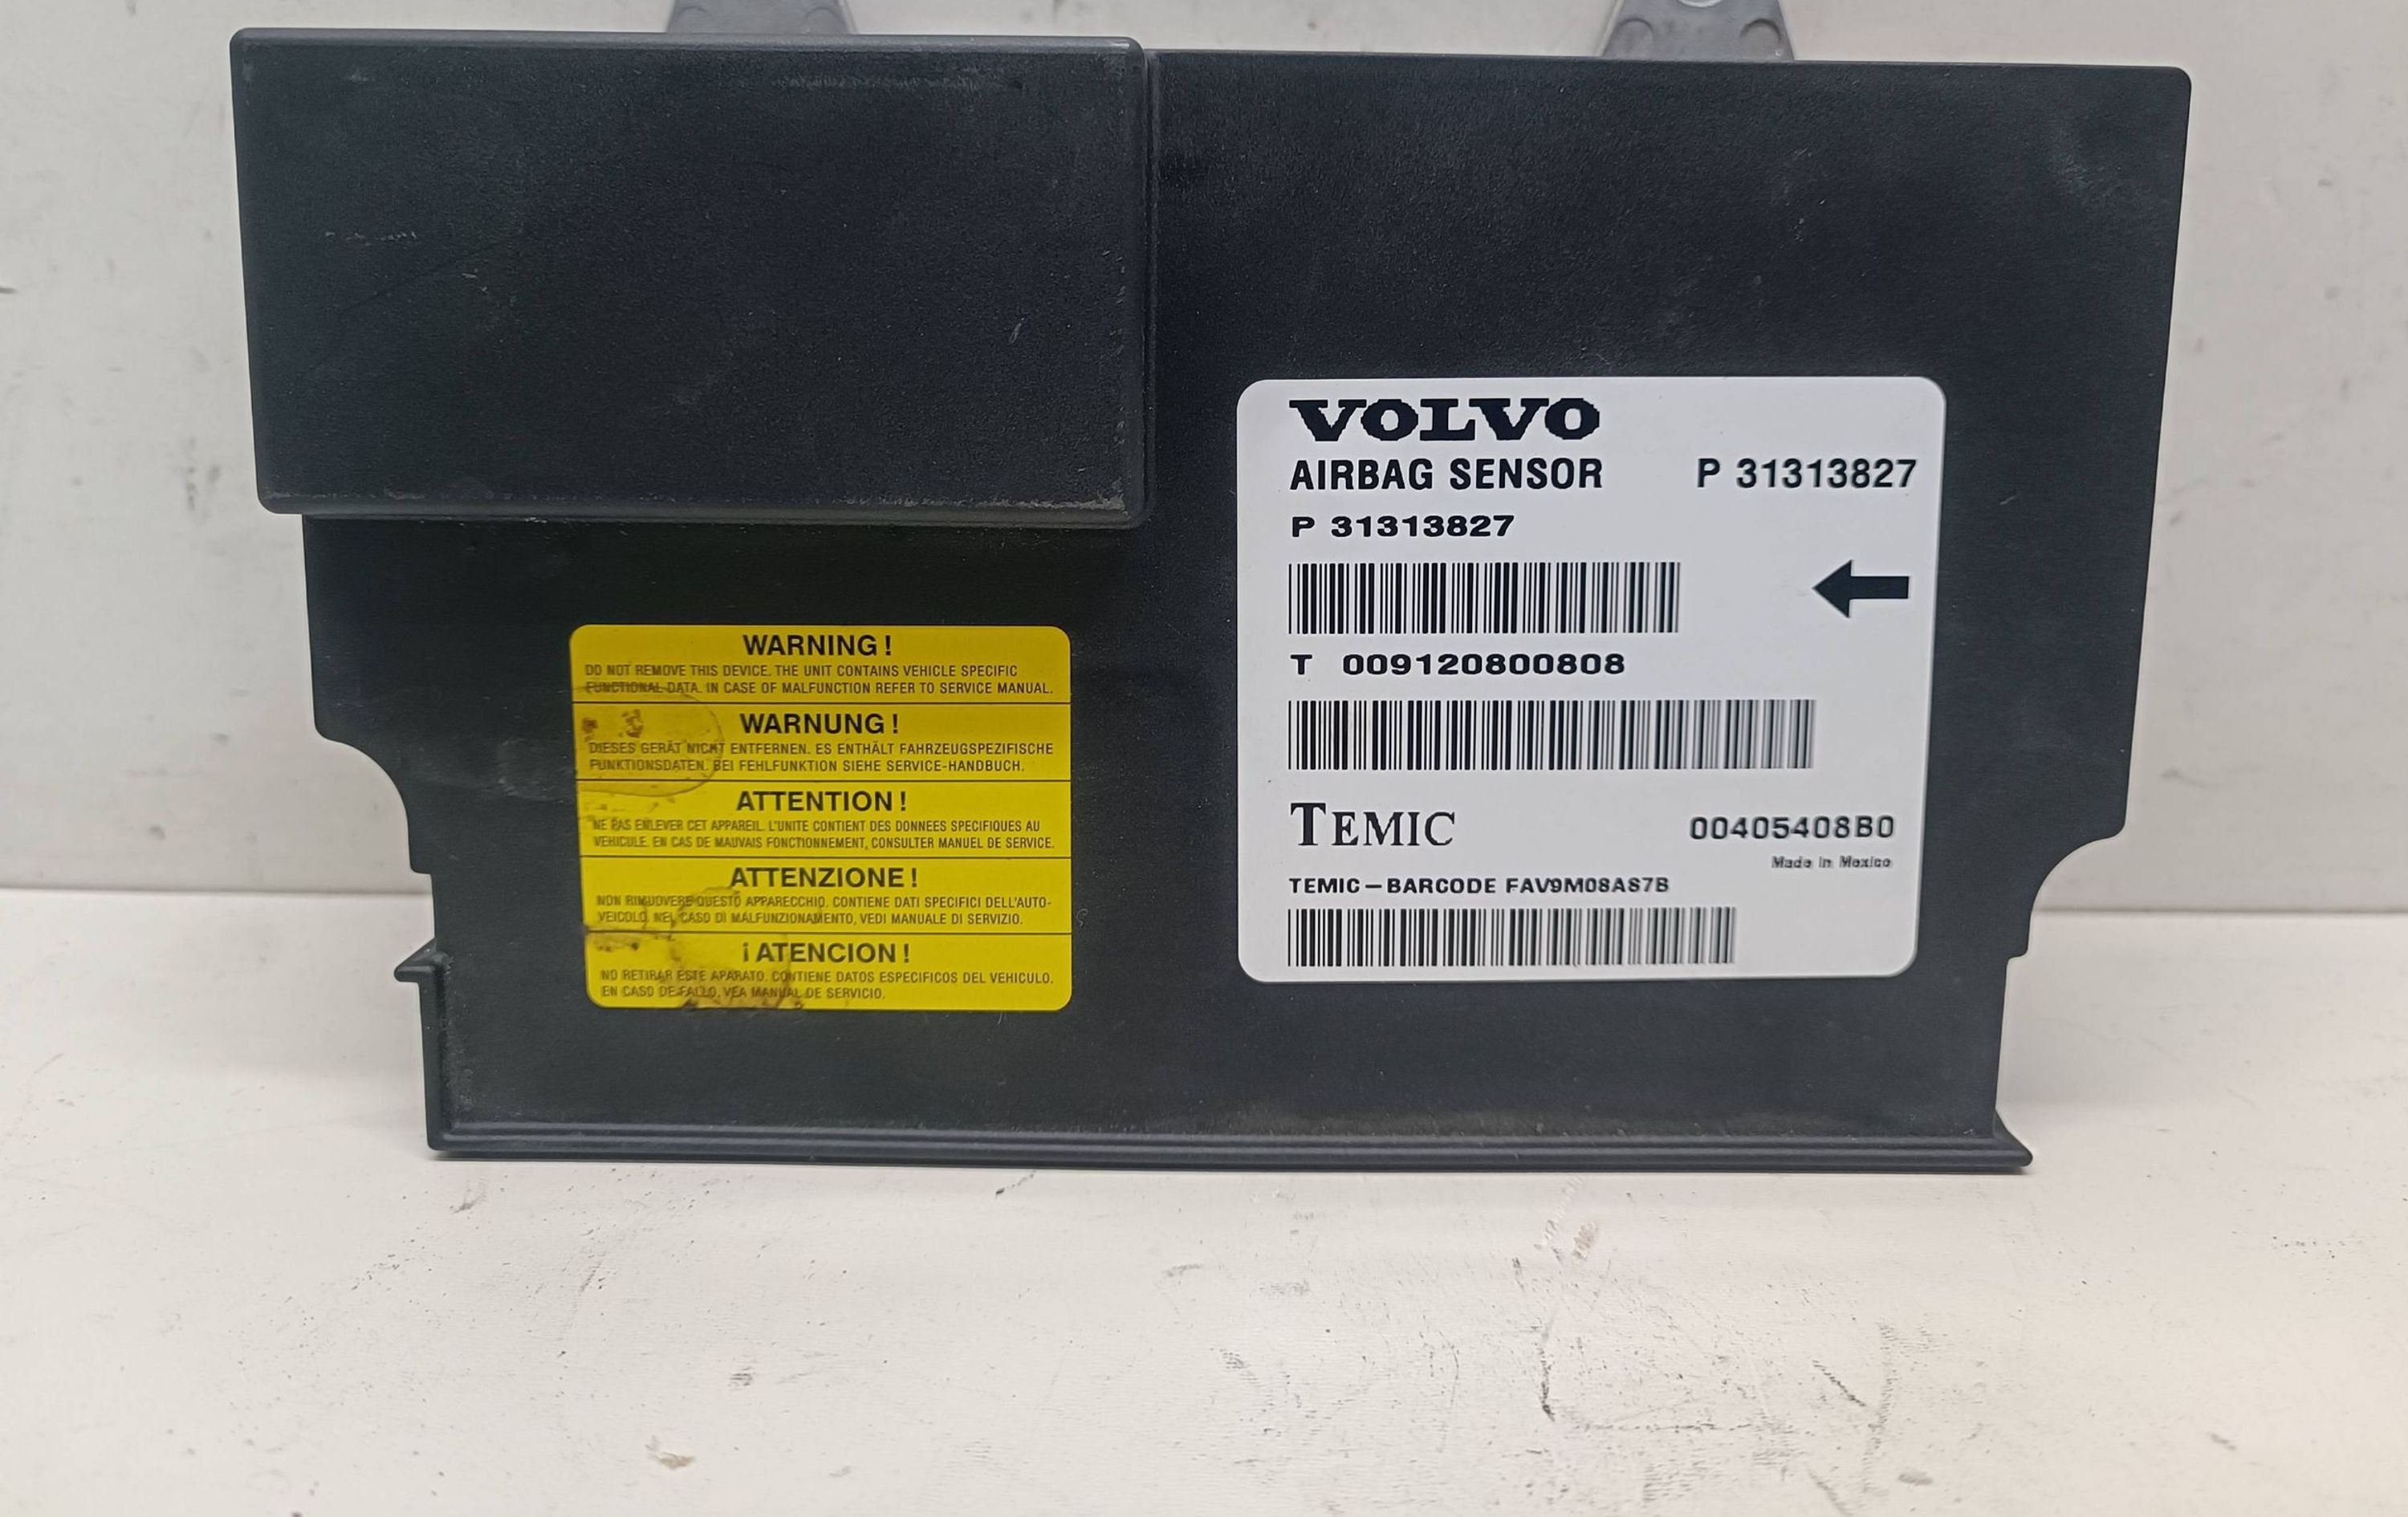 WARNING !
DO NOT REMOVE THIS DEVICE. THE UNIT CONTAINS VEHICLE SPECIFIC
FUNCTIONAL DATA. IN CASE OF MALFUNCTION REFER TO SERVICE MANUAL.
WARNUNG !
DIESES GERÄT NICHT ENTFERNEN. ES ENTHÄLT FAHRZEUGSPEZIFISCHE
FUNKTIONSDATEN. BEI FEHLFUNKTION SIEHE SERVICE-HANDBUCH.
ATTENTION !
NE PAS ENLEVER CET APPAREIL. L'UNITE CONTIENT DES DONNEES SPECIFIQUES AU
VEHICULE. EN CAS DE MAUVAIS FONCTIONNEMENT, CONSULTER MANUEL DE SERVICE.
ATTENZIONE !
NON RIMUOVERE QUESTO APPARECCHIO. CONTIENE DATI SPECIFICI DELL'AUTO-
VEICOLO. NEL CASO DI MALFUNZIONAMENTO, VEDI MANUALE DI SERVIZIO.
¡ ATENCION !
NO RETIRAR ESTE APARATO. CONTIENE DATOS ESPECIFICOS DEL VEHICULO.
EN CASO DE FALLO, VEA MANUAL DE SERVICIO.
VOLVO
AIRBAG SENSOR P 31313827
P 31313827
T 009120800808
TEMIC 00405408B0
Made in Mexico
TEMIC-BARCODE FAV9M08AS7B